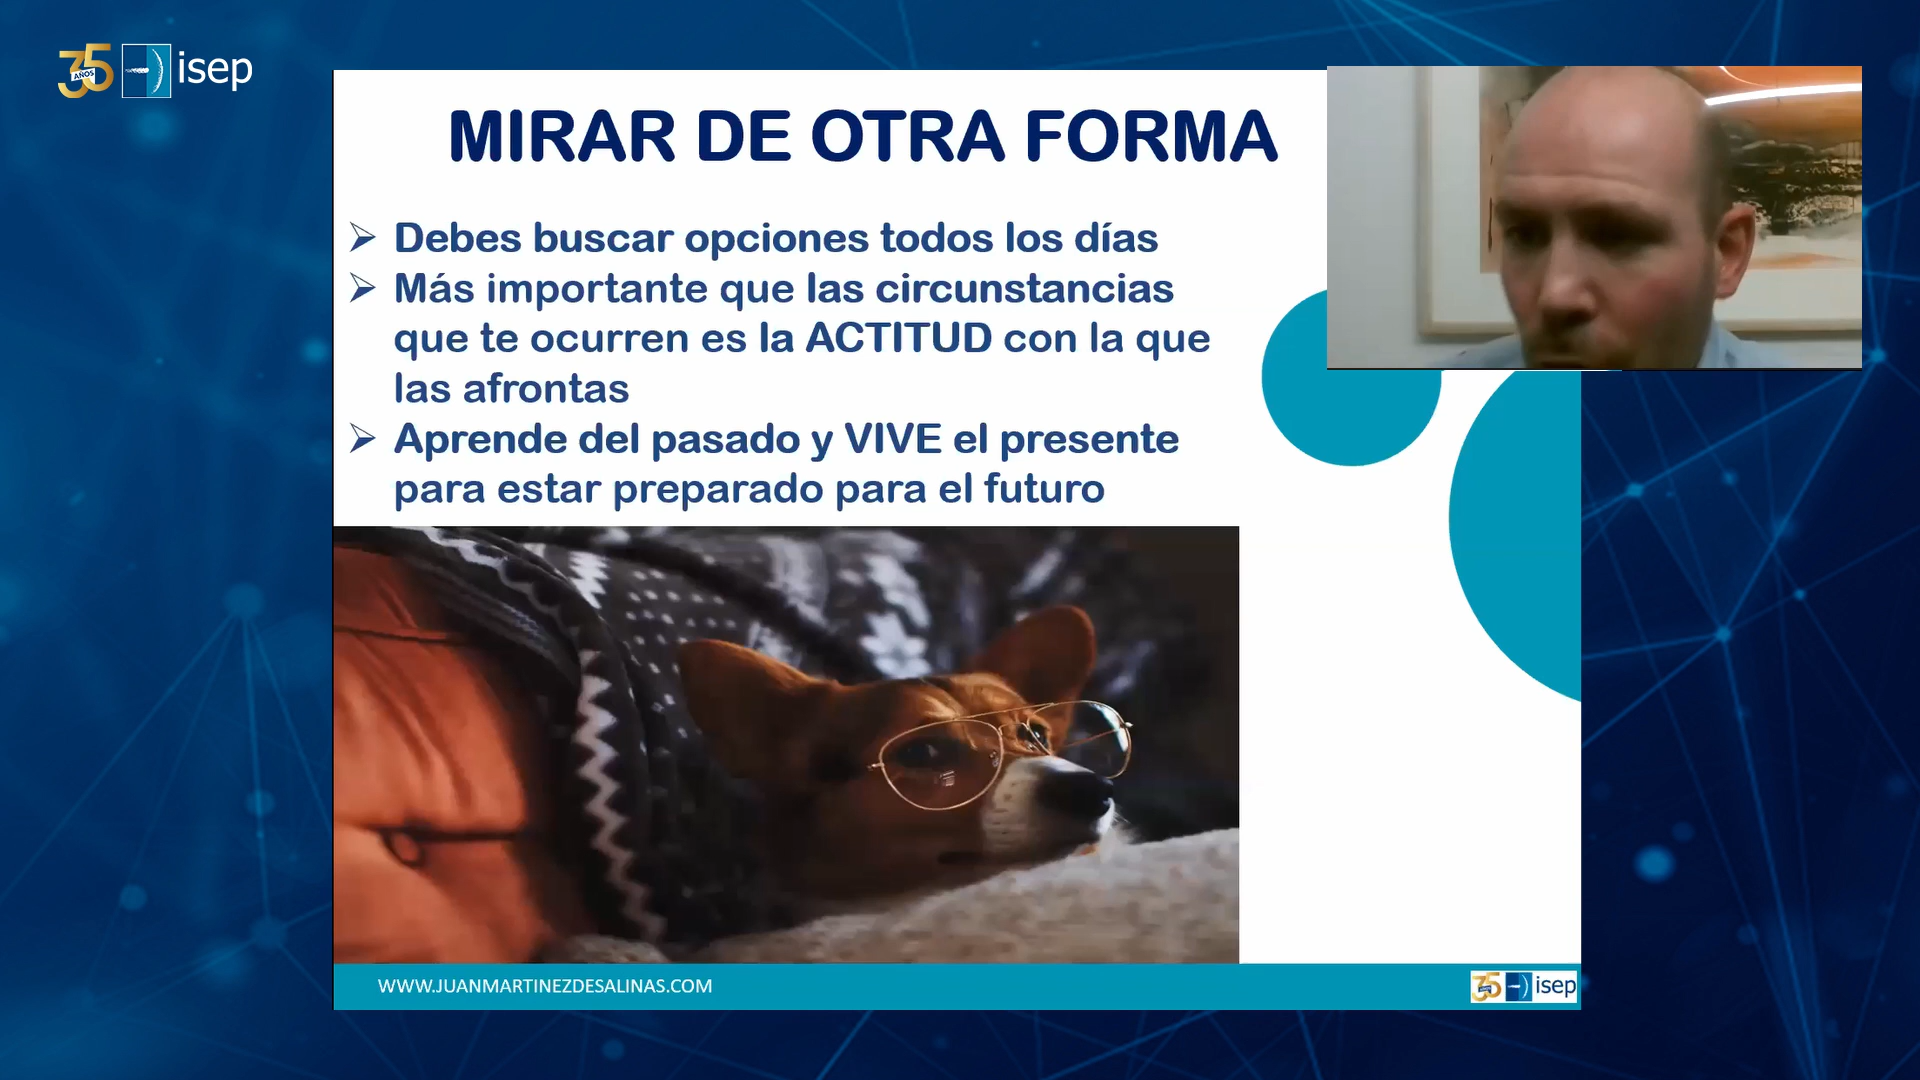 35
AÑOS
isep
MIRAR DE OTRA FORMA
Debes buscar opciones todos los días
Más importante que las circunstancias
que te ocurren es la ACTITUD con la que
las afrontas
Aprende del pasado y VIVE el presente
para estar preparado para el futuro
WWW.JUANMARTINEZDESALINAS.COM
35
AÑOS
isep